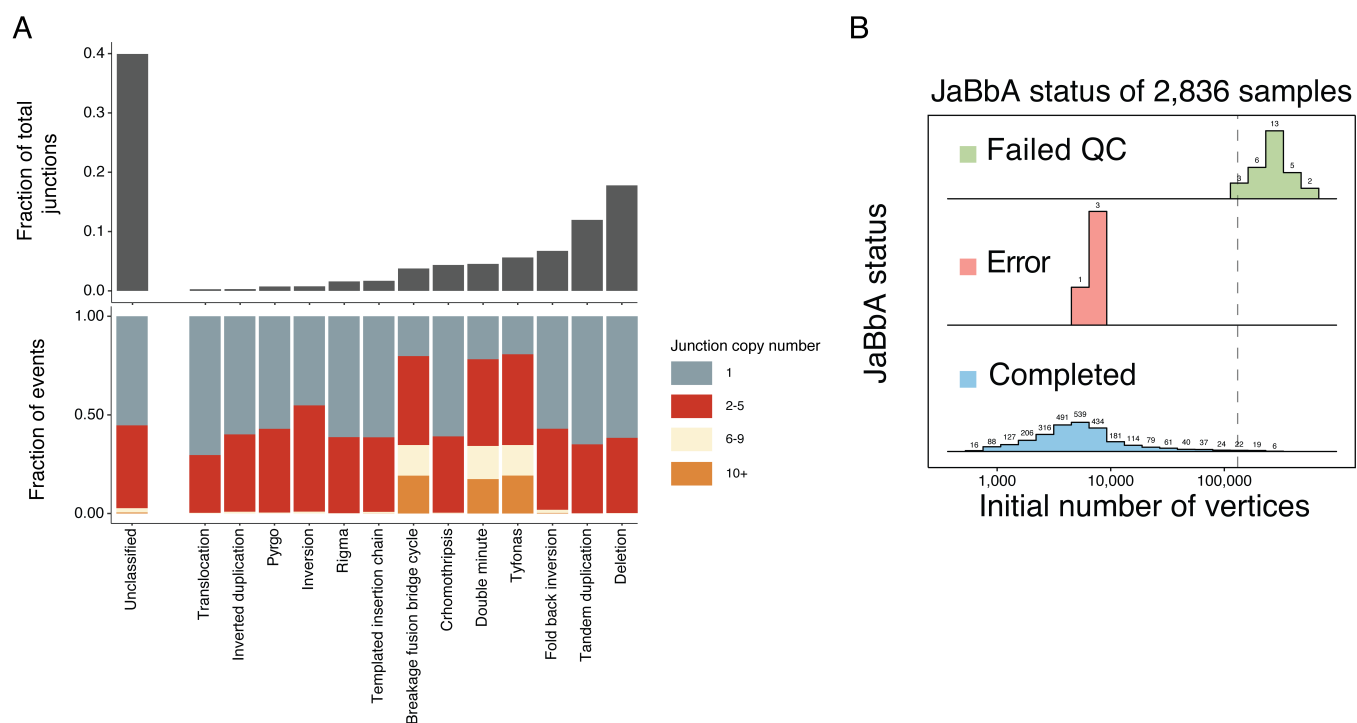 A
Fraction of total
junctions
0.4
0.3
0.2
0.1
0.0
Fraction of events
1.00
0.50
0.00
Unclassified
Translocation
Inverted duplication
Pyrgo
Inversion
Rigma
Templated insertion chain
Breakage fusion bridge cycle
Crhomothripsis
Double minute
Tyfonas
Fold back inversion
Tandem duplication
Deletion
Junction copy number
1
2-5
6-9
10+
B
JaBbA status of 2,836 samples
JaBbA status
Failed QC
3
6
13
5
2
Error
1
3
Completed
16
88
127
206
316
491
539
434
181
114
79
61
40
37
24
22
19
6
1,000
10,000
100,000
Initial number of vertices